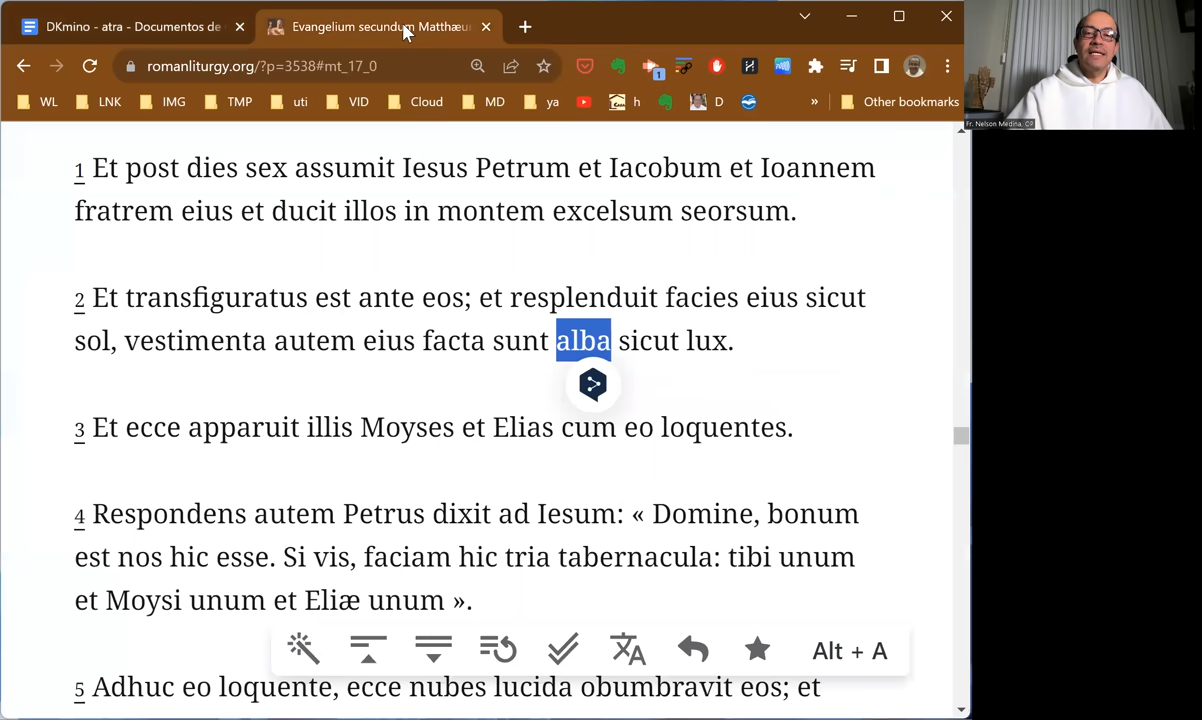 DKmino - atra - Documentos de
Evangelium secundum Matthæu
romanliturgy.org/?p=3538#mt_17_0
1
WL LNK IMG TMP uti VID Cloud MD ya h D » Other bookmarks
Fr. Nelson Medina, OP
1 Et post dies sex assumit Iesus Petrum et Iacobum et Ioannem
fratrem eius et ducit illos in montem excelsum seorsum.
2 Et transfiguratus est ante eos; et resplenduit facies eius sicut
sol, vestimenta autem eius facta sunt alba sicut lux.
3 Et ecce apparuit illis Moyses et Elias cum eo loquentes.
4 Respondens autem Petrus dixit ad Iesum: « Domine, bonum
est nos hic esse. Si vis, faciam hic tria tabernacula: tibi unum
et Moysi unum et Eliæ unum ».
Alt + A
5 Adhuc eo loquente, ecce nubes lucida obumbravit eos; et